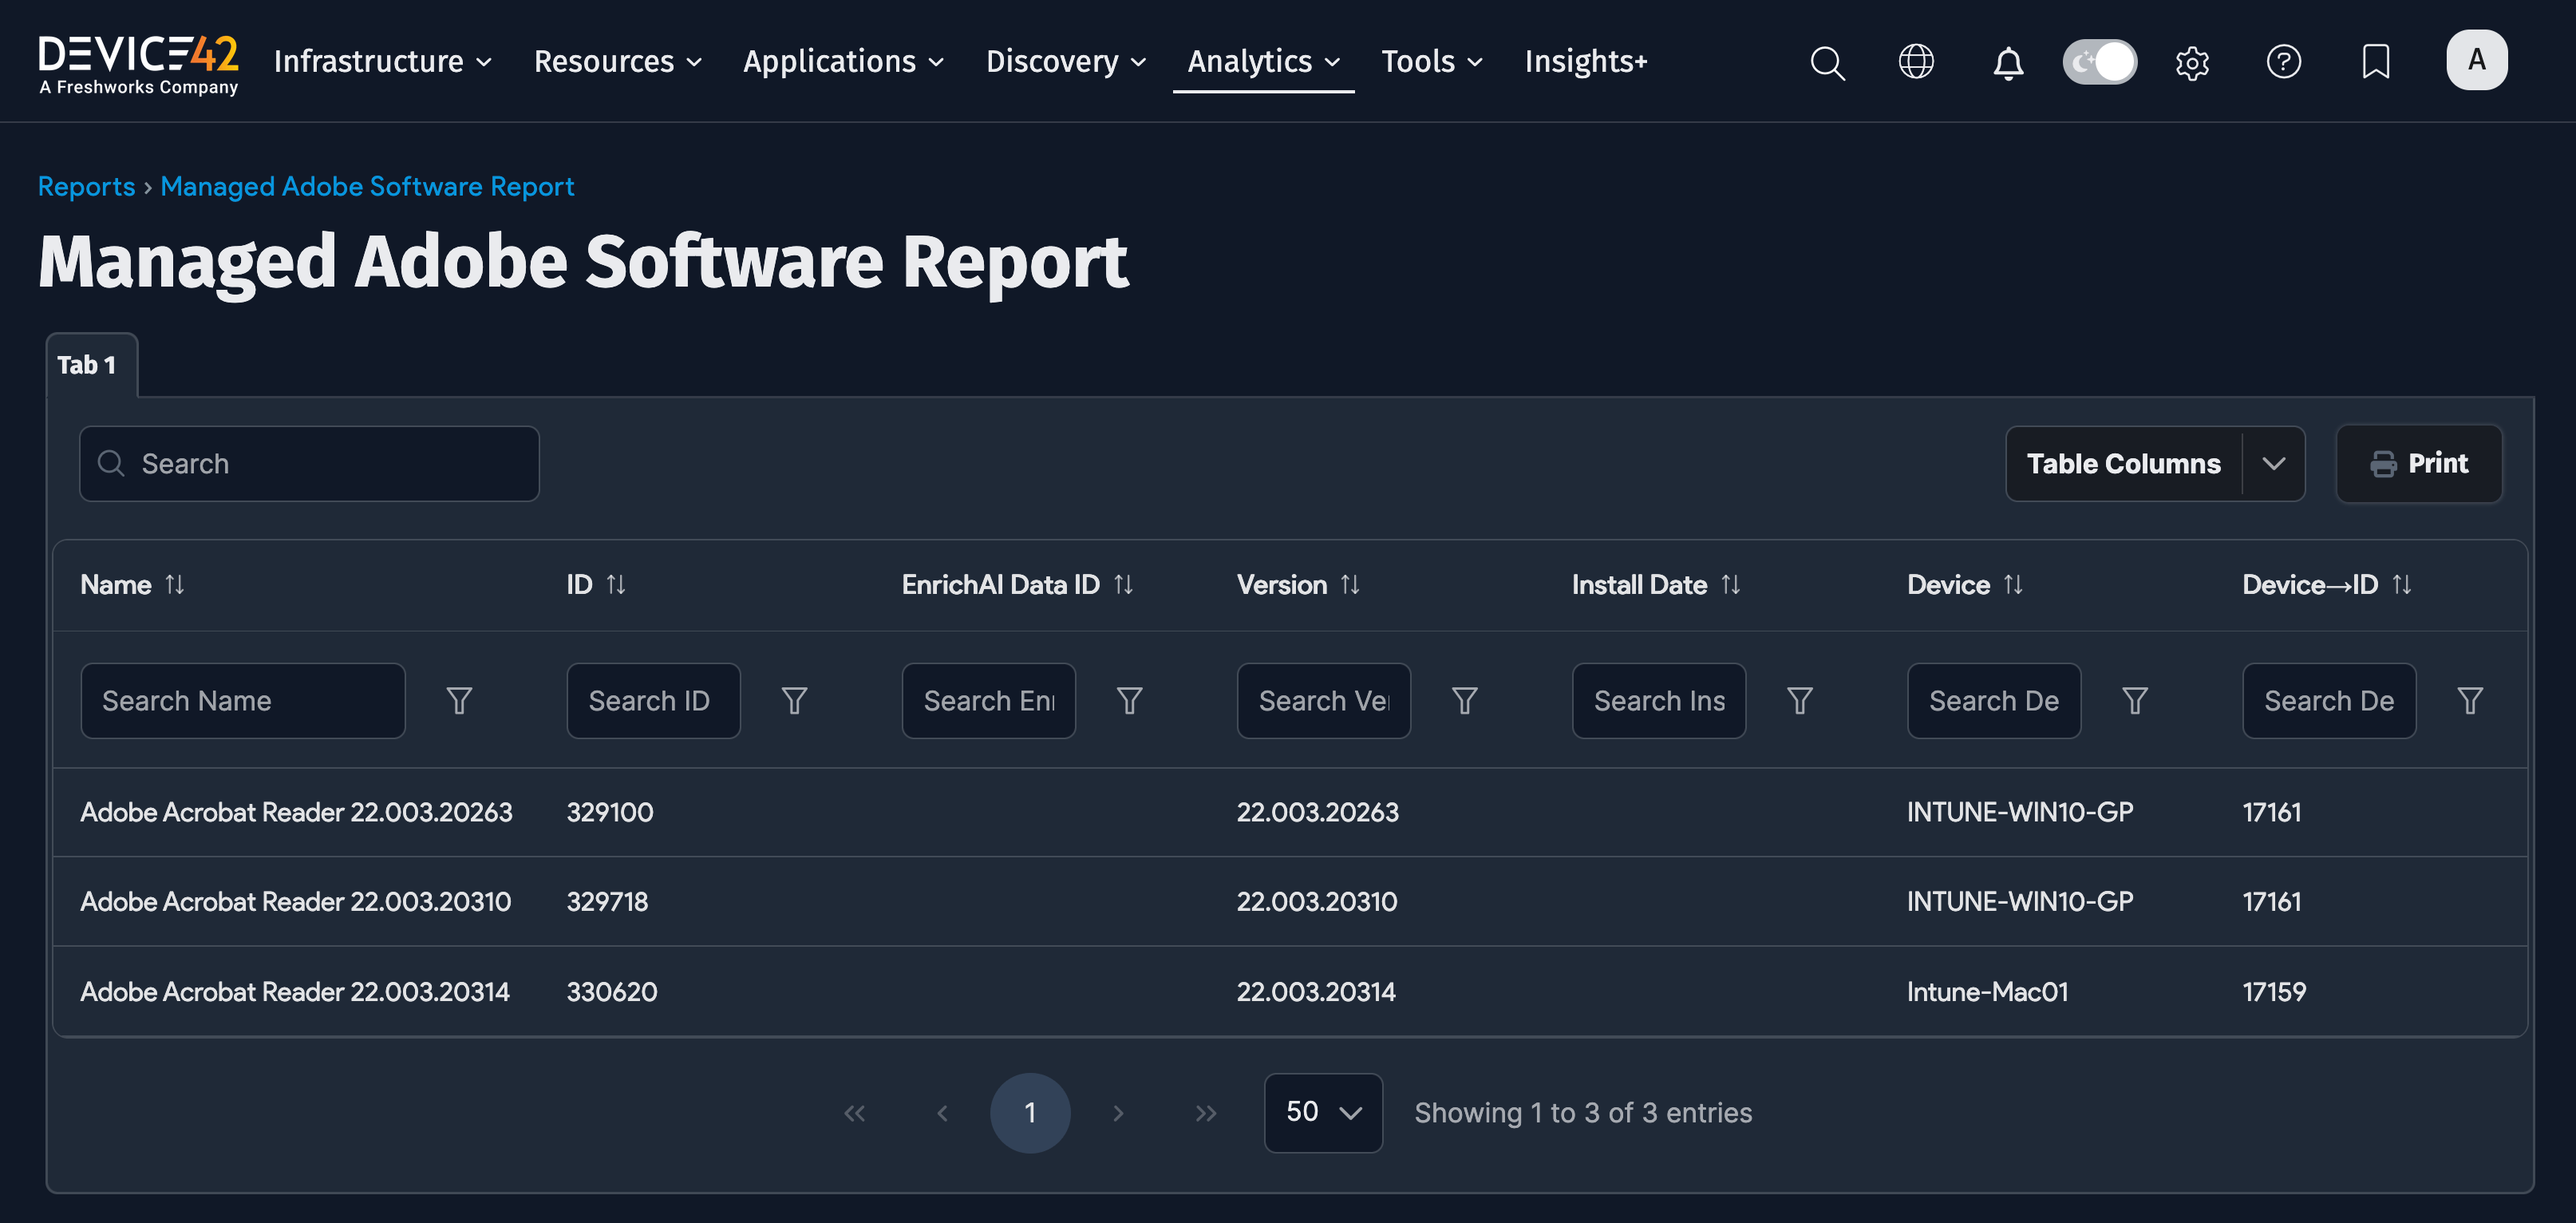 DEVICE42
A Freshworks Company
Infrastructure Resources Applications Discovery Analytics Tools Insights+
A
Reports › Managed Adobe Software Report
Managed Adobe Software Report
Tab 1
Search
Table Columns
Print
Name ID EnrichAI Data ID Version Install Date Device Device→ID
Search Name Search ID Search En Search Ve Search Ins Search De Search De
Adobe Acrobat Reader 22.003.20263 329100 22.003.20263 INTUNE-WIN10-GP 17161
Adobe Acrobat Reader 22.003.20310 329718 22.003.20310 INTUNE-WIN10-GP 17161
Adobe Acrobat Reader 22.003.20314 330620 22.003.20314 Intune-Mac01 17159
« ‹ 1 › » 50 Showing 1 to 3 of 3 entries